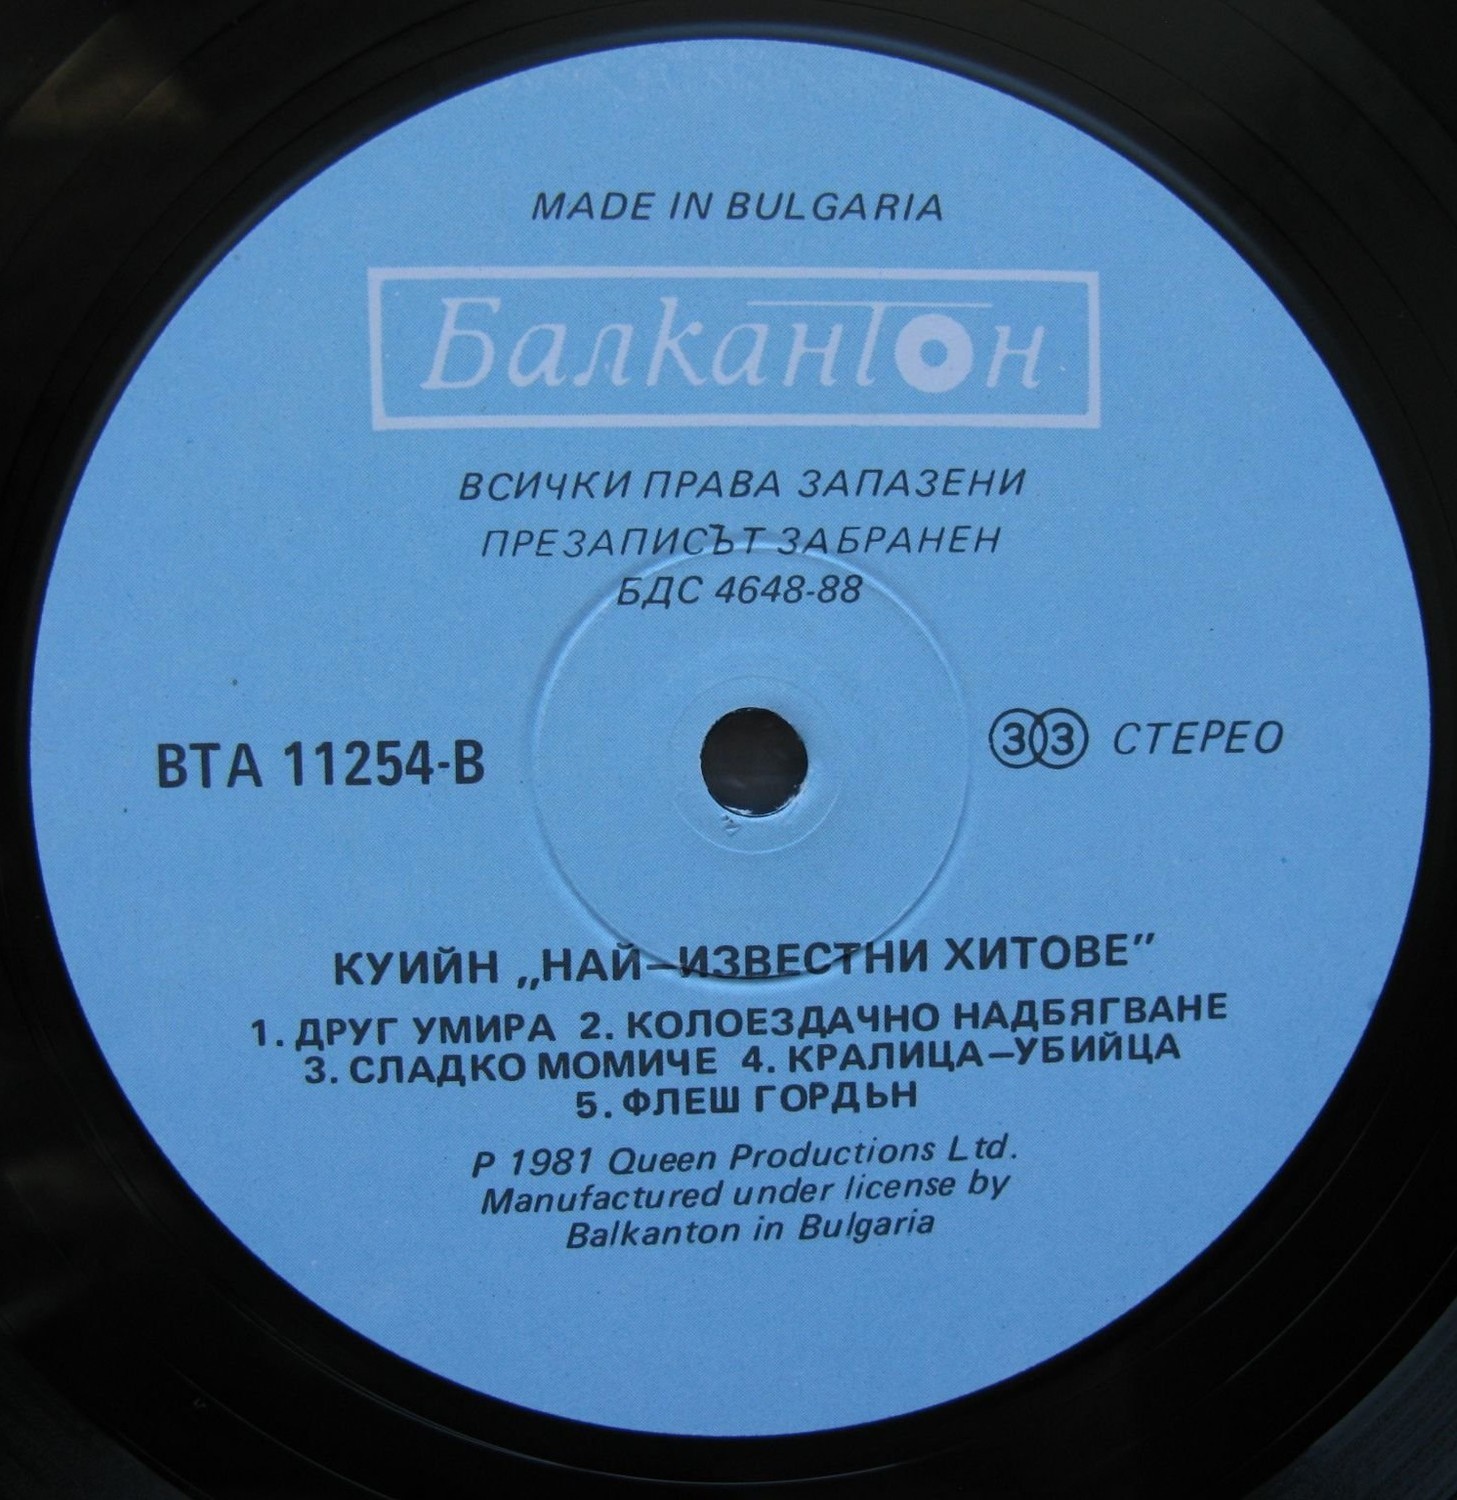 MADE IN BULGARIA
Балкантон
ВСИЧКИ ПРАВА ЗАПАЗЕНИ
ПРЕЗАПИСЪТ ЗАБРАНЕН
БДС 4648-88
ВТА 11254-В
33 СТЕРЕО
КУИЙН „НАЙ—ИЗВЕСТНИ ХИТОВЕ”
1. ДРУГ УМИРА 2. КОЛОЕЗДАЧНО НАДБЯГВАНЕ
3. СЛАДКО МОМИЧЕ 4. КРАЛИЦА—УБИЙЦА
5. ФЛЕШ ГОРДЬН
P 1981 Queen Productions Ltd.
Manufactured under license by
Balkanton in Bulgaria